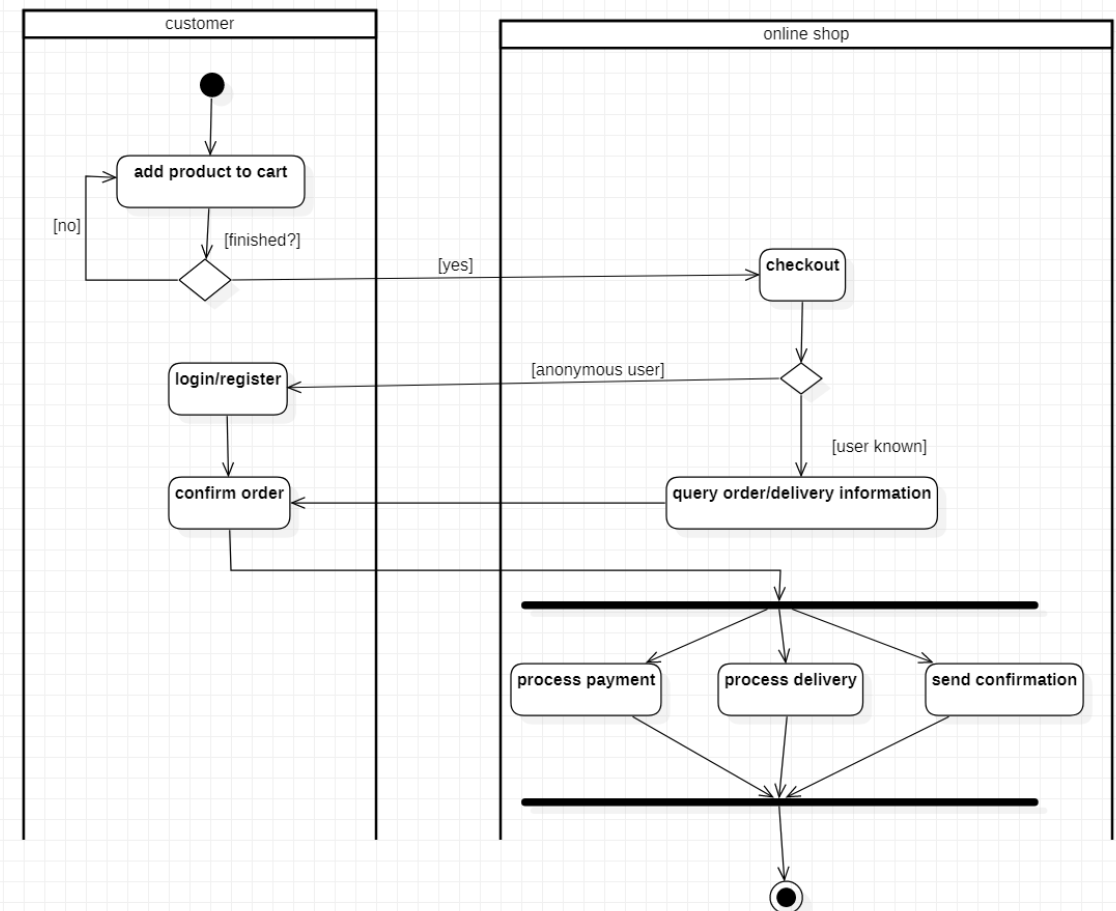 customer
online shop
add product to cart
[no]
[finished?]
[yes]
checkout
[anonymous user]
login/register
[user known]
confirm order
query order/delivery information
process payment
process delivery
send confirmation